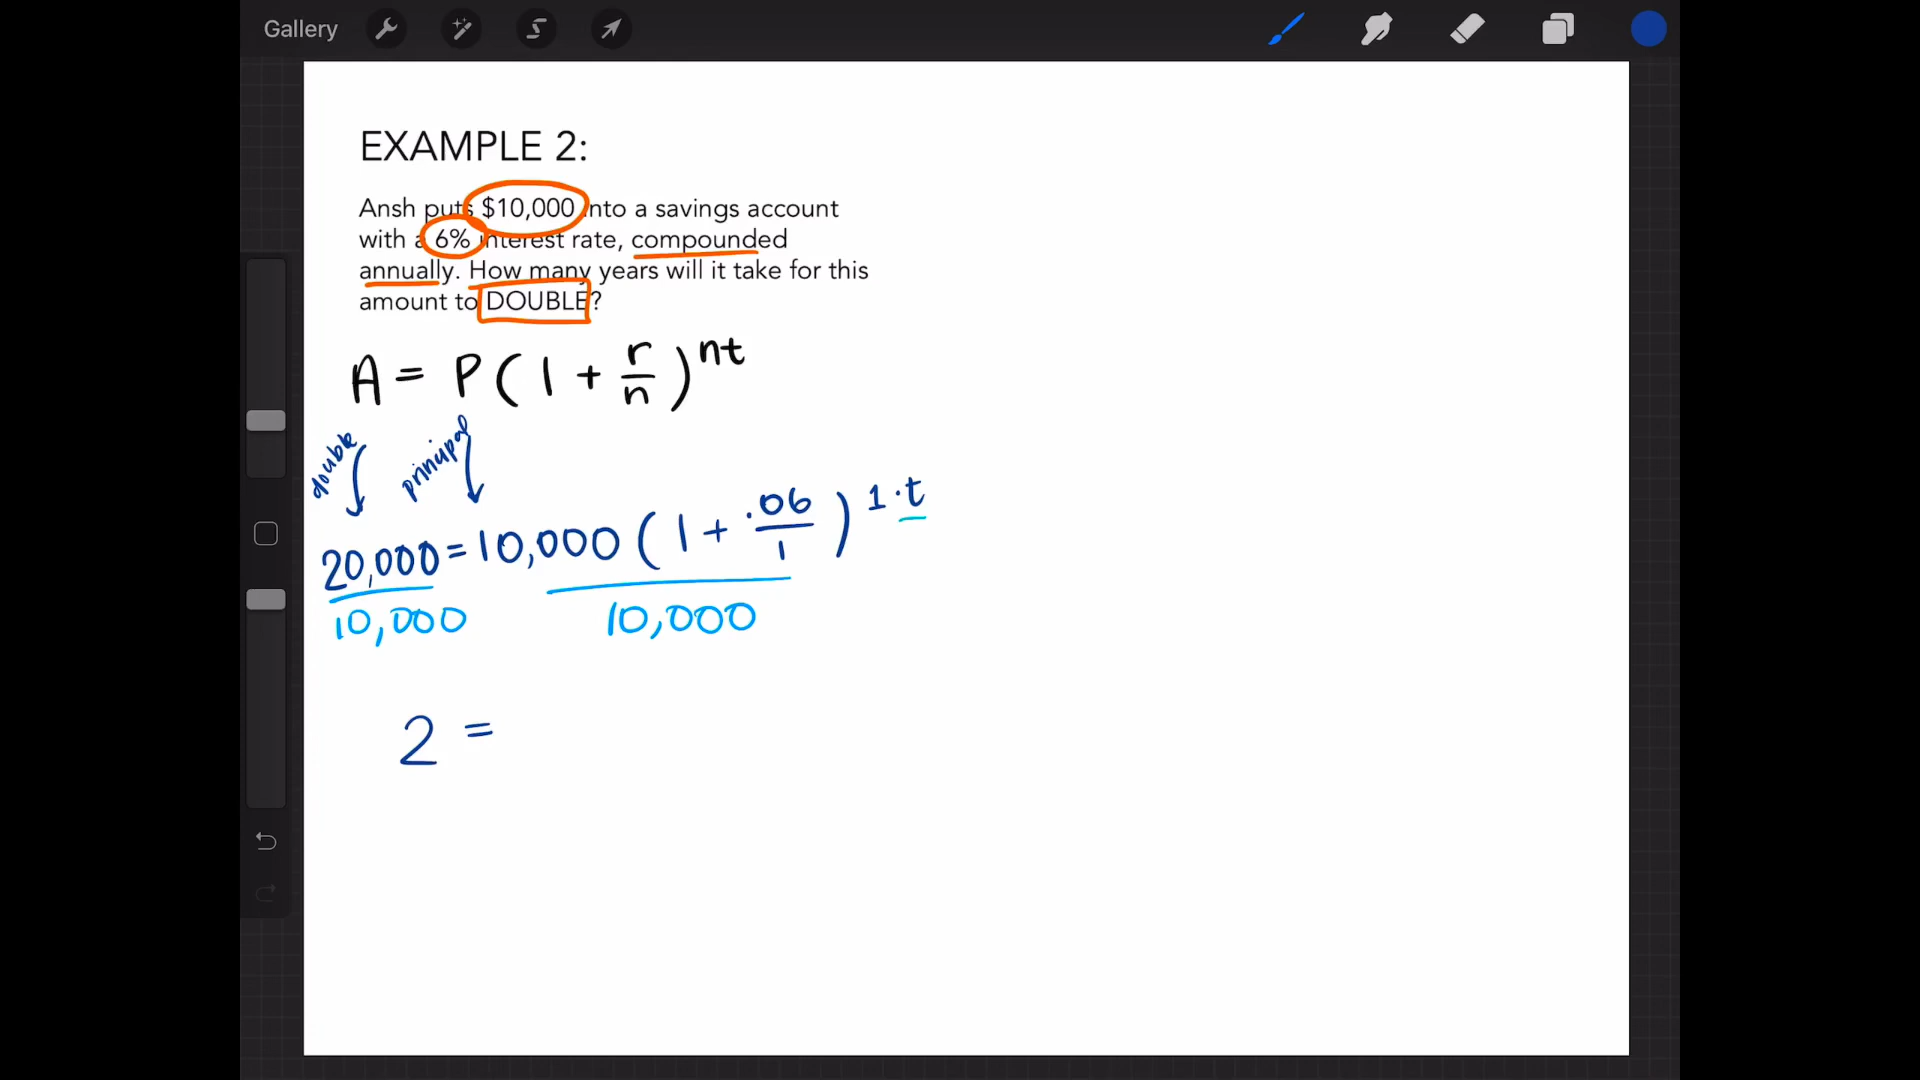 Gallery
EXAMPLE 2:
Ansh puts $10,000 into a savings account
with a 6% interest rate, compounded
annually. How many years will it take for this
amount to DOUBLE?
A = P(1 + r/n)^nt
double
principal
20,000 = 10,000 (1 + .06/1)^1·t
10,000 10,000
2 =